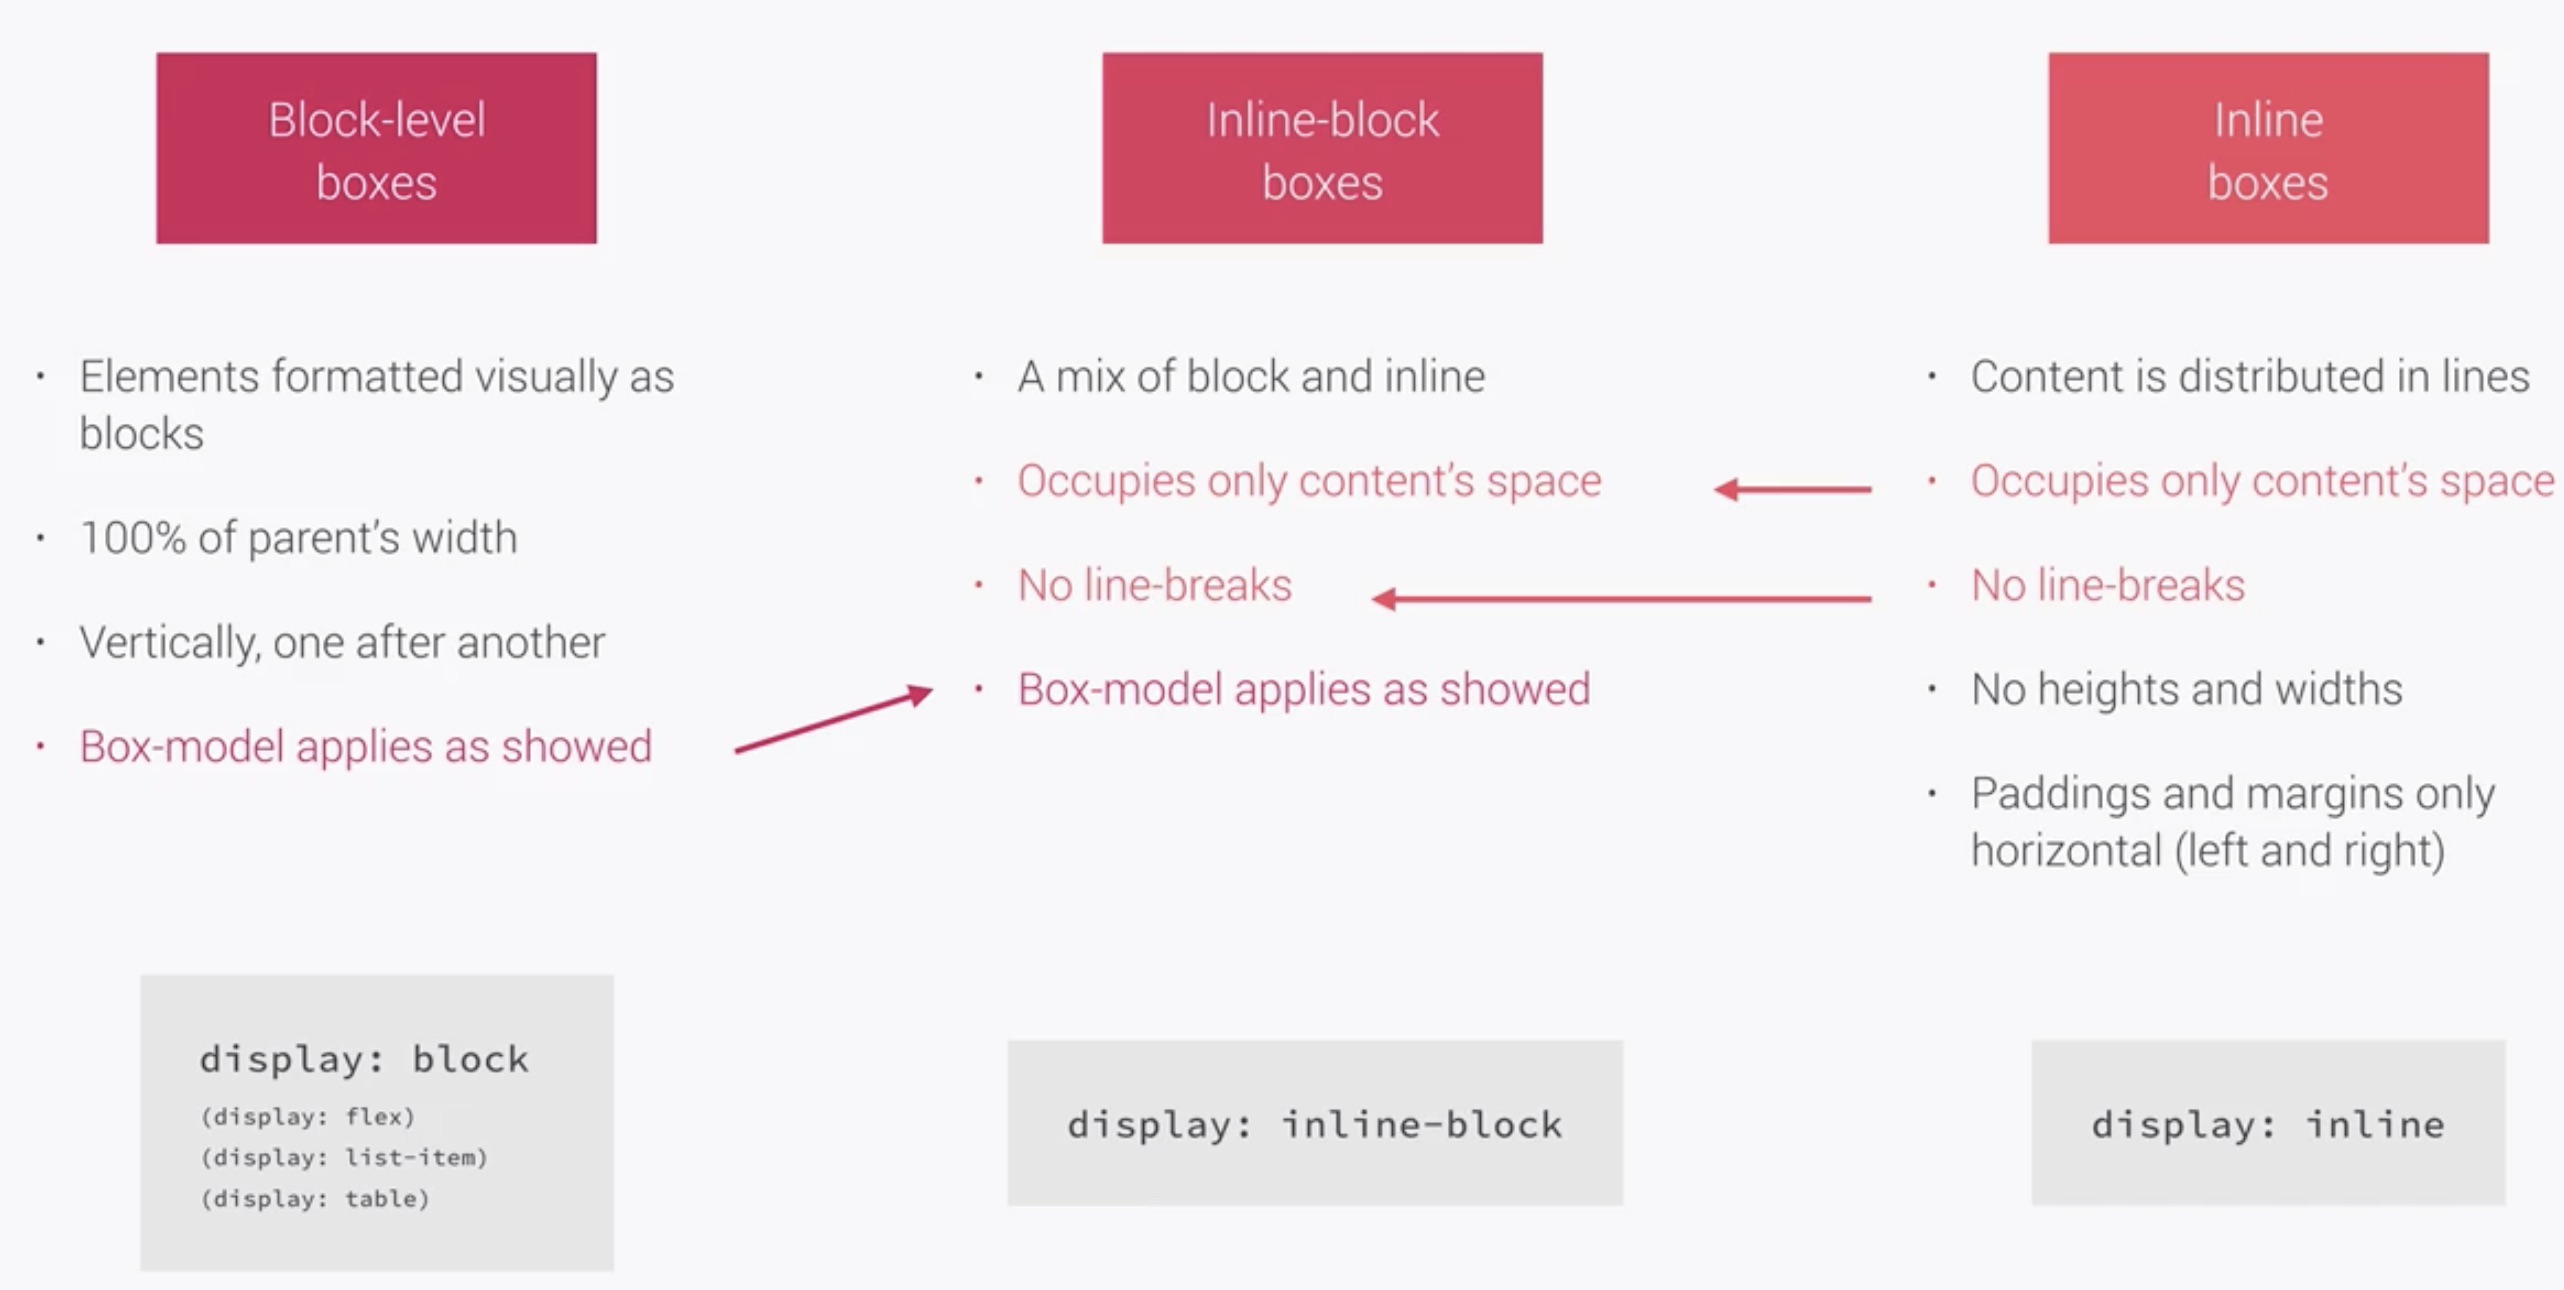 Block-level
boxes
• Elements formatted visually as
blocks
• 100% of parent's width
• Vertically, one after another
• Box-model applies as showed
display: block
(display: flex)
(display: list-item)
(display: table)
Inline-block
boxes
• A mix of block and inline
• Occupies only content's space
• No line-breaks
• Box-model applies as showed
display: inline-block
Inline
boxes
• Content is distributed in lines
• Occupies only content's space
• No line-breaks
• No heights and widths
• Paddings and margins only
horizontal (left and right)
display: inline